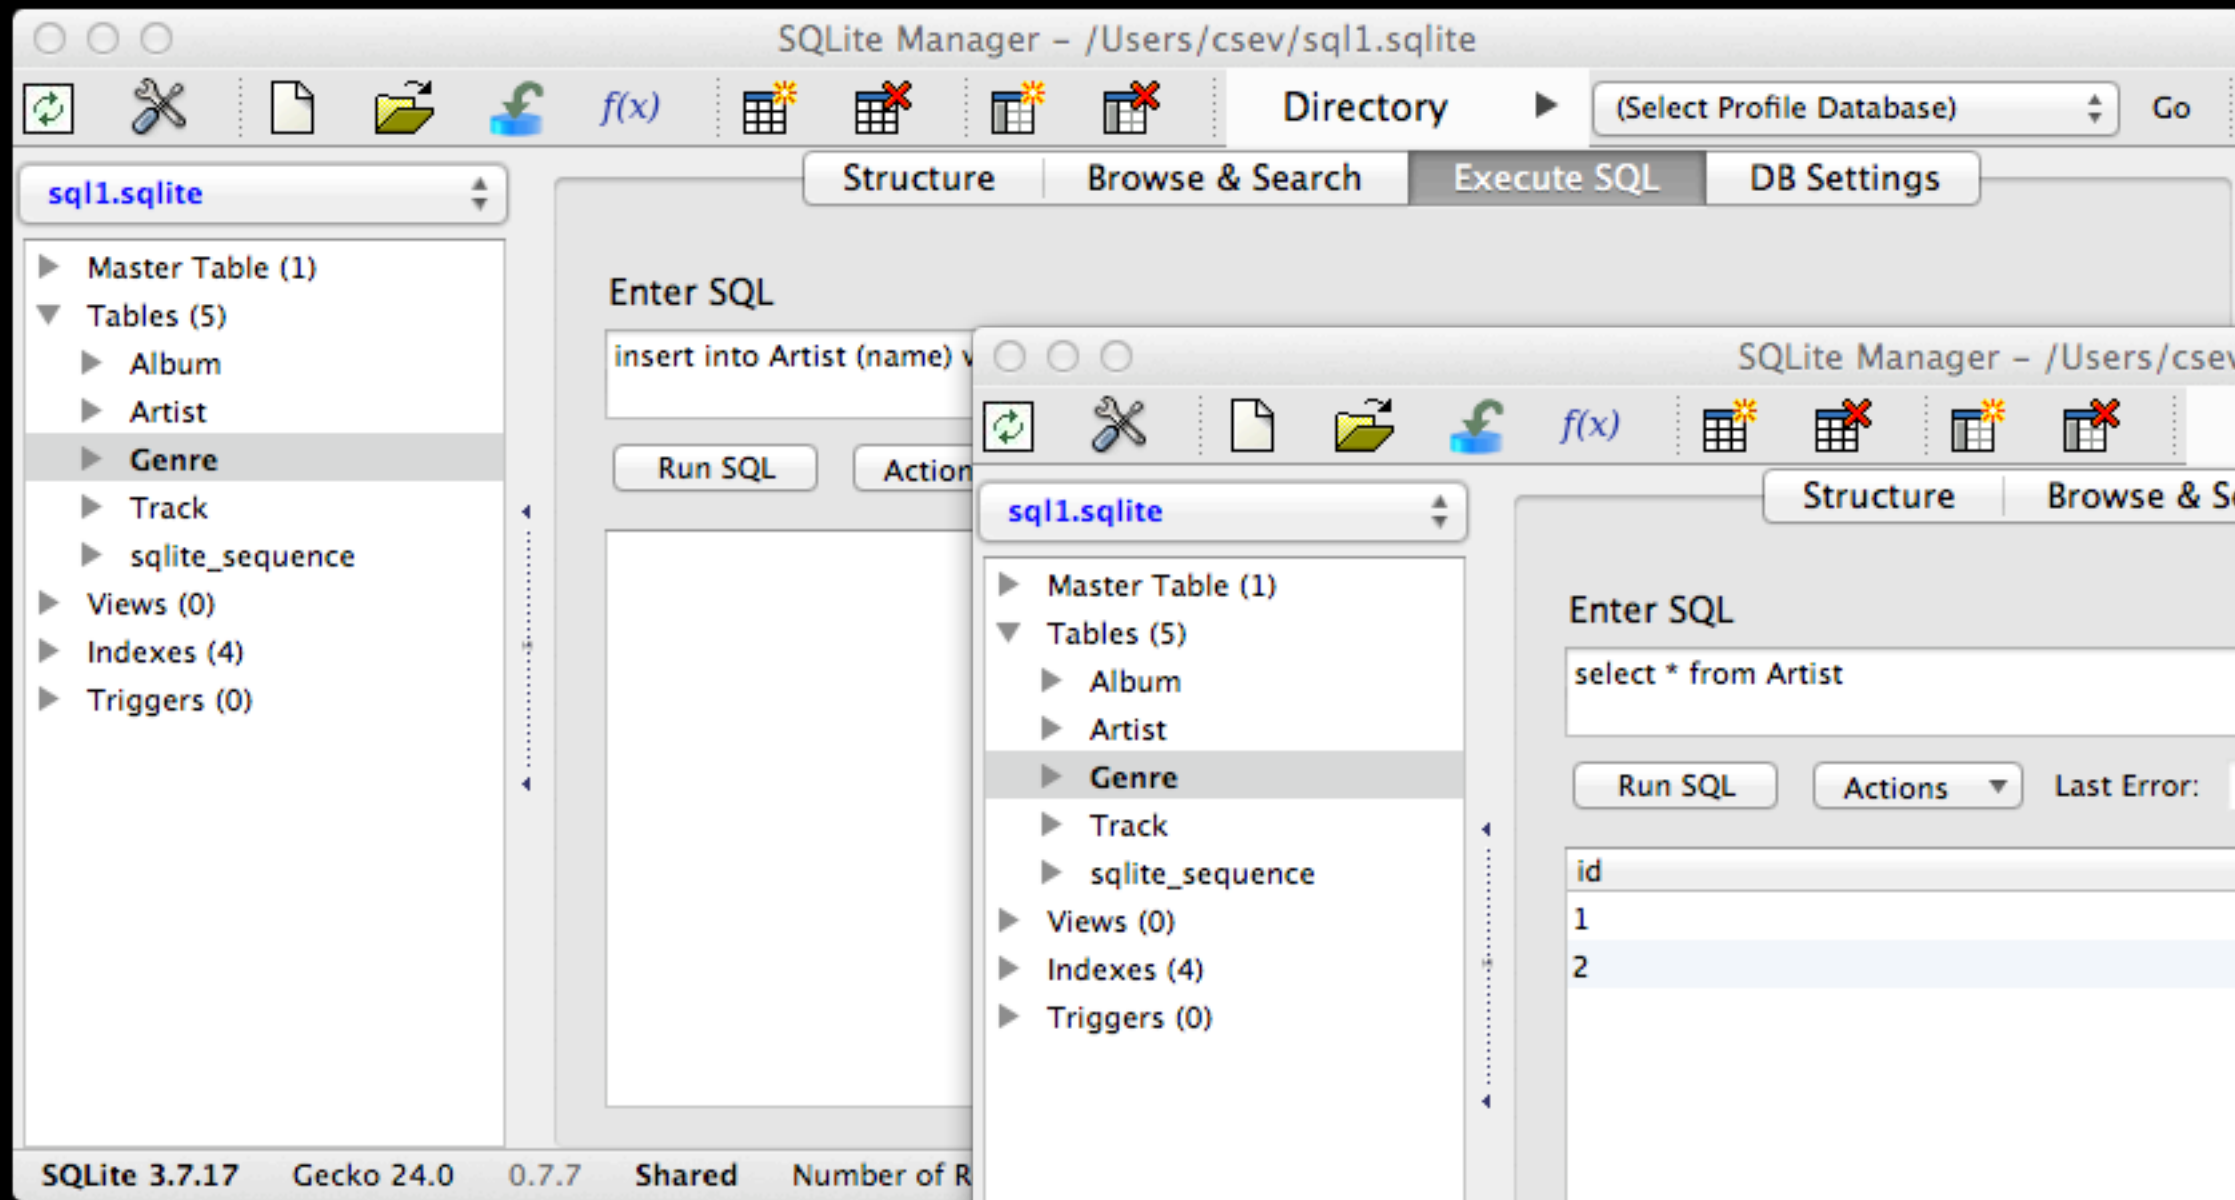 SQLite Manager – /Users/csev/sql1.sqlite
f(x)
Directory
(Select Profile Database)
Go
sql1.sqlite
Structure
Browse & Search
Execute SQL
DB Settings
Master Table (1)
Tables (5)
Album
Artist
Genre
Track
sqlite_sequence
Views (0)
Indexes (4)
Triggers (0)
Enter SQL
insert into Artist (name)
Run SQL
Action
SQLite 3.7.17
Gecko 24.0
0.7.7
Shared
Number of R
SQLite Manager – /Users/csev
f(x)
sql1.sqlite
Structure
Browse &
Master Table (1)
Tables (5)
Album
Artist
Genre
Track
sqlite_sequence
Views (0)
Indexes (4)
Triggers (0)
Enter SQL
select * from Artist
Run SQL
Actions
Last Error:
id
1
2